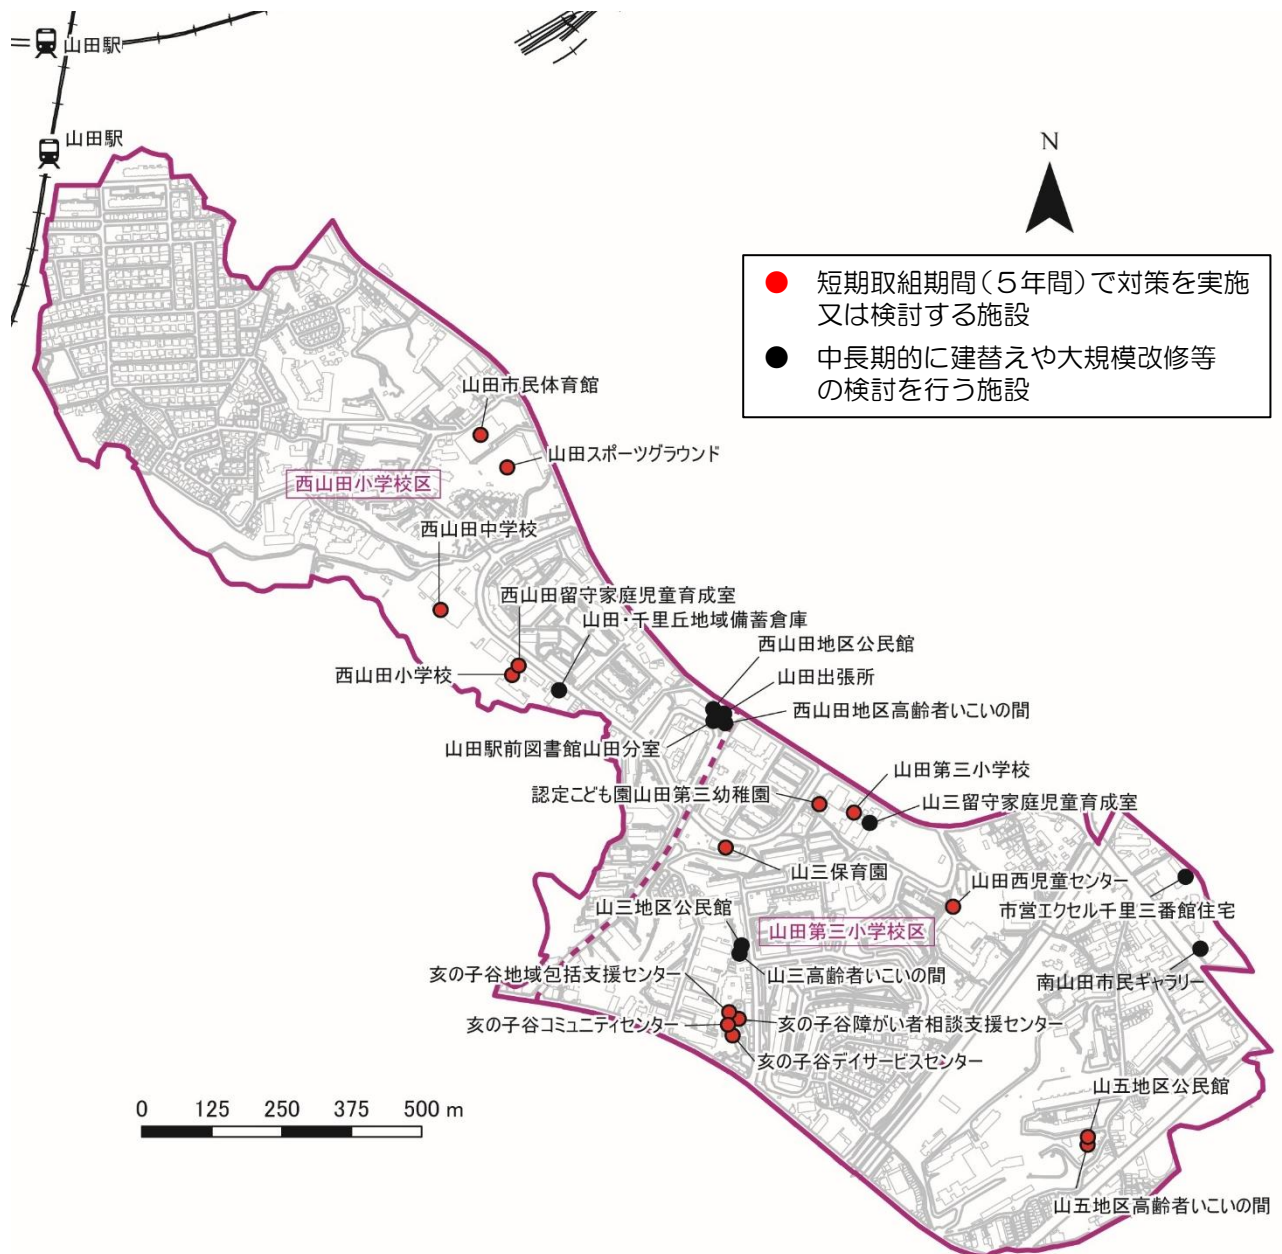 山田駅
山田駅
N
短期取組期間(5年間)で対策を実施
又は検討する施設
中長期的に建替えや大規模改修等
の検討を行う施設
山田市民体育館
山田スポーツグラウンド
西山田小学校区
西山田中学校
西山田留守家庭児童育成室
山田・千里丘地域備蓄倉庫
西山田地区公民館
西山田小学校
山田出張所
西山田地区高齢者いこいの間
山田駅前図書館山田分室
山田第三小学校
認定こども園山田第三幼稚園
山三留守家庭児童育成室
山三保育園
山田西児童センター
山三地区公民館
市営エクセル千里三番館住宅
山田第三小学校区
亥の子谷地域包括支援センター
山三高齢者いこいの間
南山田市民ギャラリー
亥の子谷コミュニティセンター
亥の子谷障がい者相談支援センター
亥の子谷デイサービスセンター
山五地区公民館
0 125 250 375 500 m
山五地区高齢者いこいの間